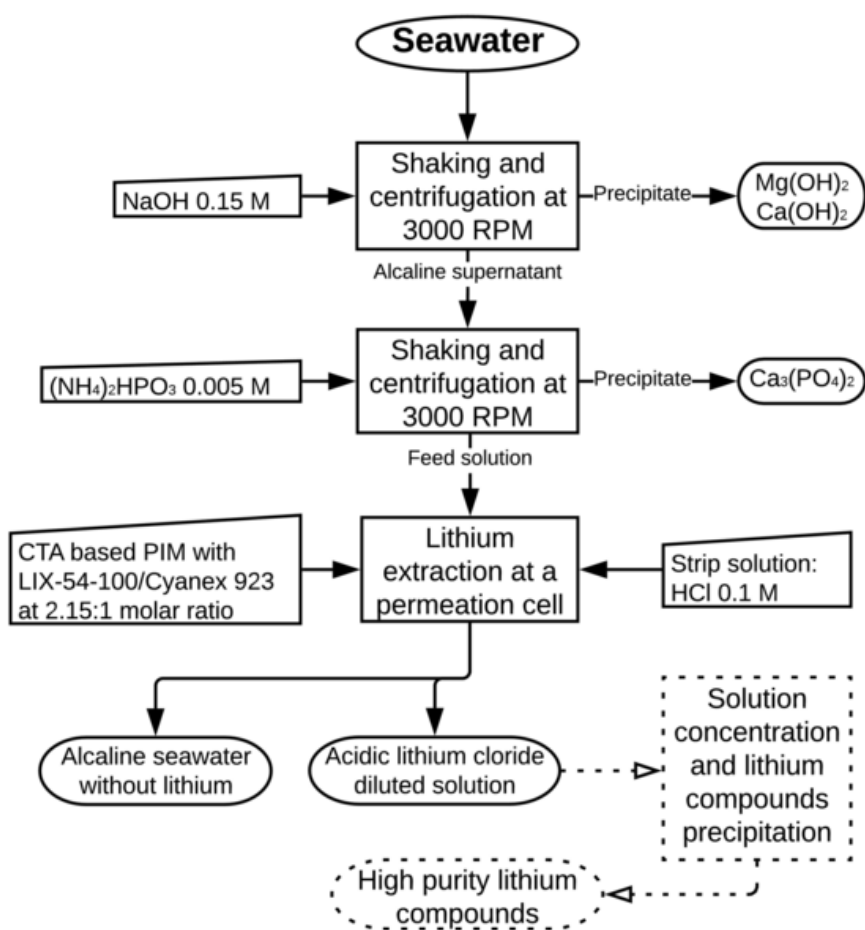 Seawater
NaOH 0.15 M
Shaking and
centrifugation at
3000 RPM
Precipitate
Mg(OH)₂
Ca(OH)₂
Alcaline supernatant
(NH₄)₂HPO₃ 0.005 M
Shaking and
centrifugation at
3000 RPM
Precipitate
Ca₃(PO₄)₂
Feed solution
CTA based PIM with
LIX-54-100/Cyanex 923
at 2.15:1 molar ratio
Lithium
extraction at a
permeation cell
Strip solution:
HCl 0.1 M
Alcaline seawater
without lithium
Acidic lithium cloride
diluted solution
Solution
concentration
and lithium
compounds
precipitation
High purity lithium
compounds